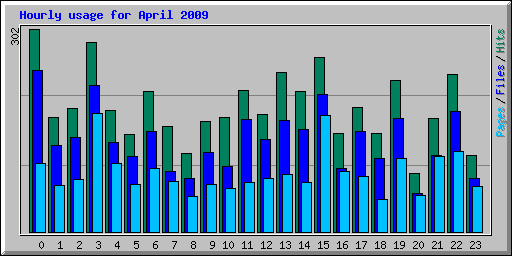 Hourly usage for April 2009
302
Pages / Files / Hits
0 1 2 3 4 5 6 7 8 9 10 11 12 13 14 15 16 17 18 19 20 21 22 23